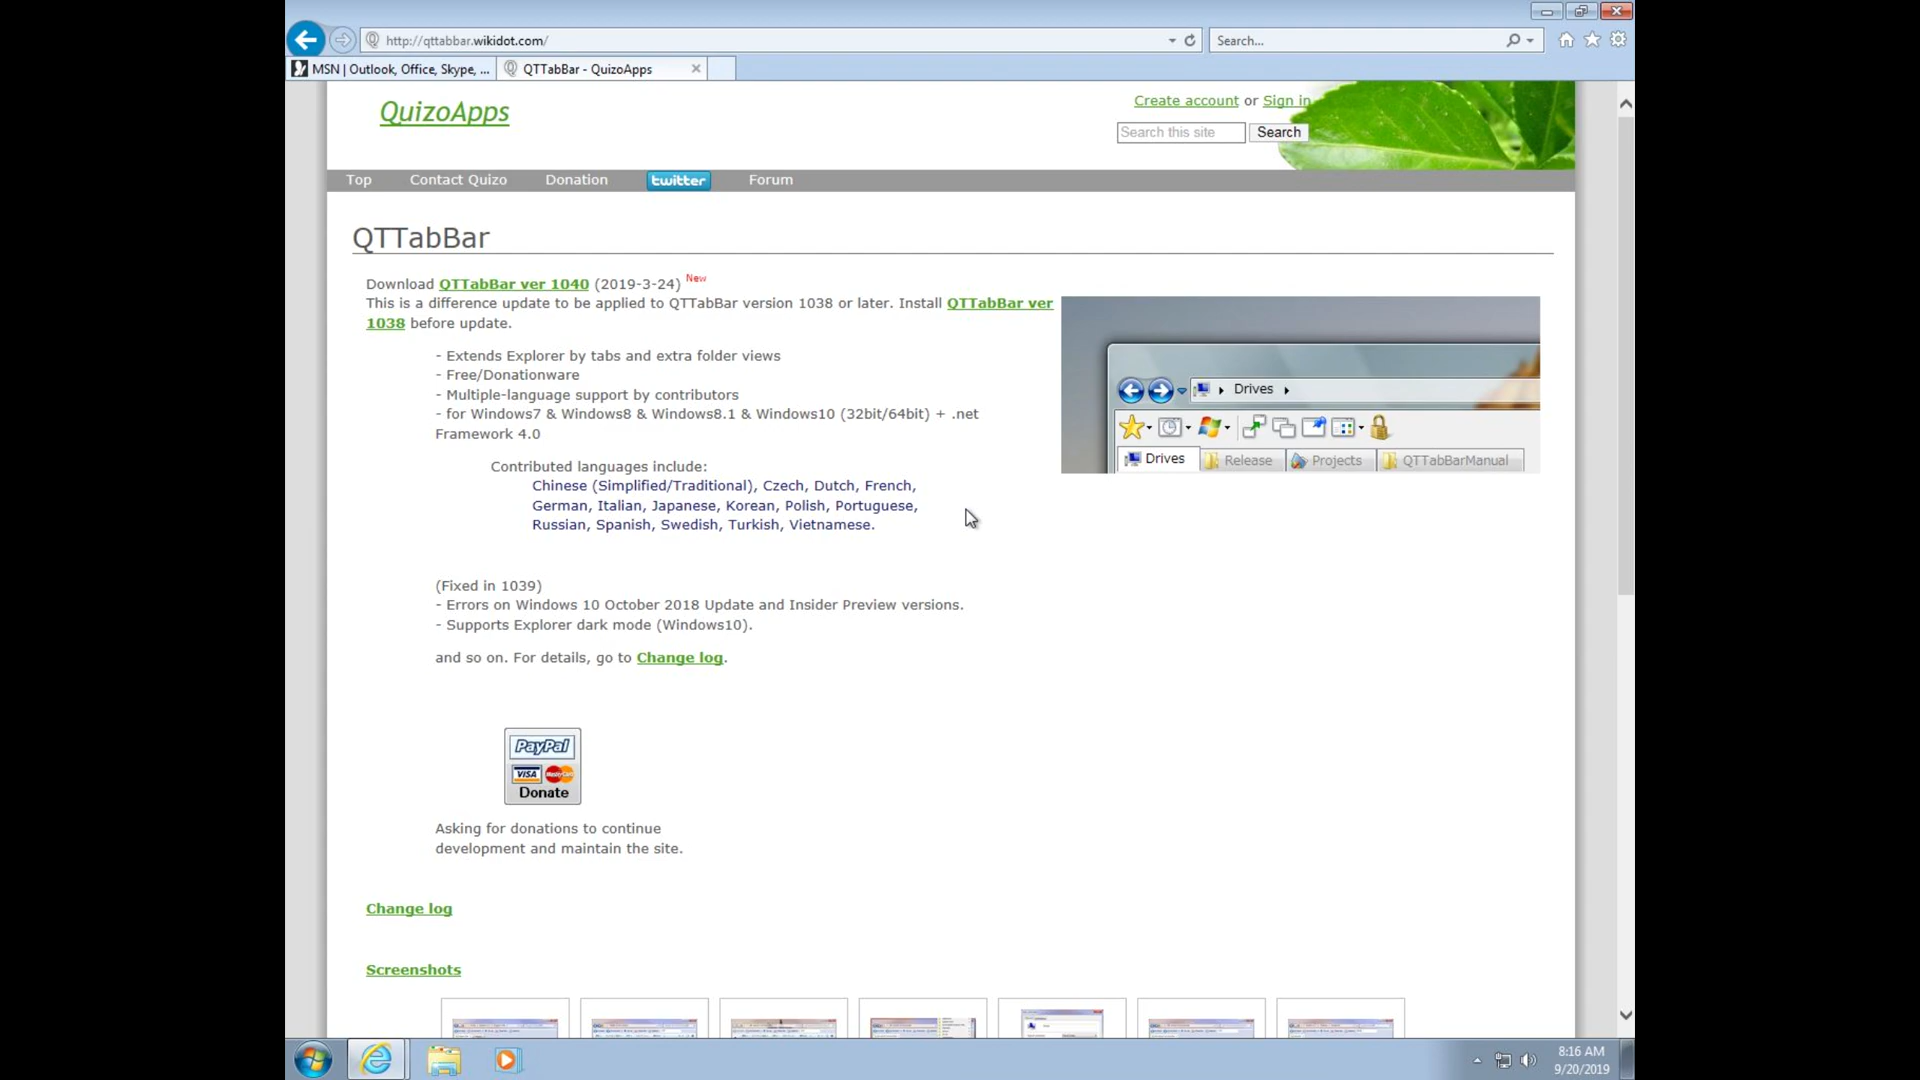 http://qttabbar.wikidot.com/
Search...
MSN | Outlook, Office, Skype, ...
QTTabBar - QuizoApps
QuizoApps
Create account or Sign in
Search this site
Search
Top
Contact Quizo
Donation
twitter
Forum
QTTabBar
Download QTTabBar ver 1040 (2019-3-24) New
This is a difference update to be applied to QTTabBar version 1038 or later. Install QTTabBar ver
1038 before update.
- Extends Explorer by tabs and extra folder views
- Free/Donationware
- Multiple-language support by contributors
- for Windows7 & Windows8 & Windows8.1 & Windows10 (32bit/64bit) + .net
Framework 4.0
Contributed languages include:
Chinese (Simplified/Traditional), Czech, Dutch, French,
German, Italian, Japanese, Korean, Polish, Portuguese,
Russian, Spanish, Swedish, Turkish, Vietnamese.
Drives
Drives
Release
Projects
QTTabBarManual
(Fixed in 1039)
- Errors on Windows 10 October 2018 Update and Insider Preview versions.
- Supports Explorer dark mode (Windows10).
and so on. For details, go to Change log.
PayPal
VISA
MasterCard
Donate
Asking for donations to continue
development and maintain the site.
Change log
Screenshots
8:16 AM
9/20/2019